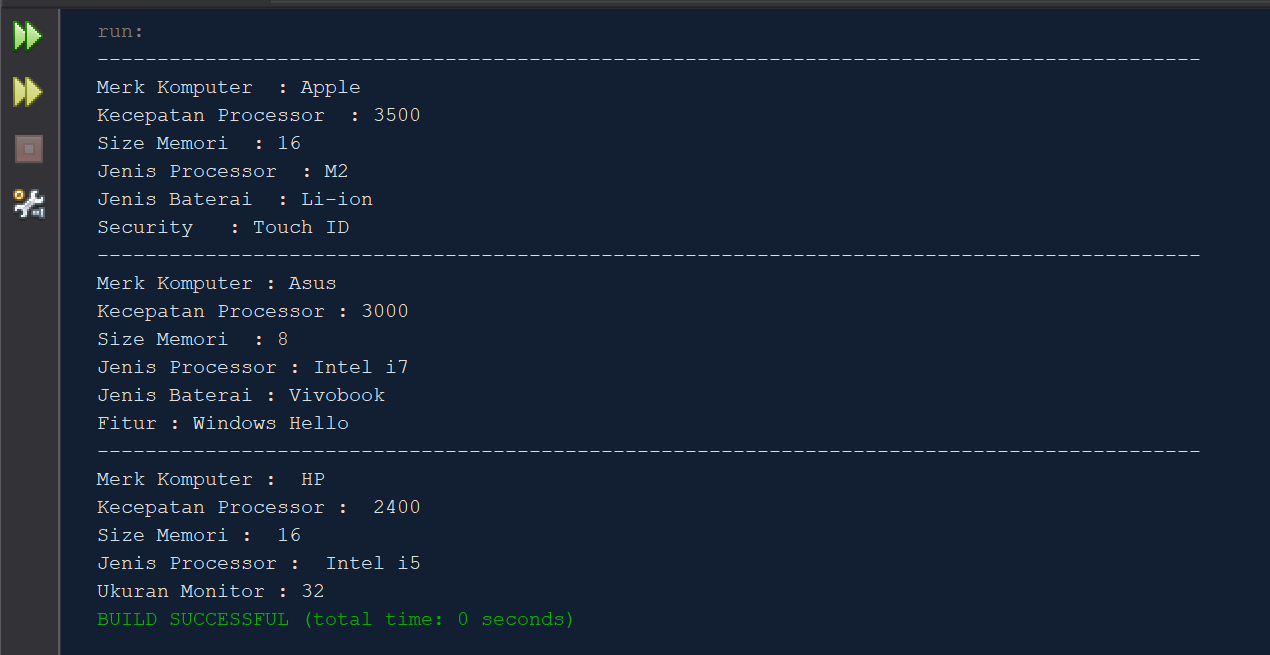 run:
--------------------------------------------------------------------------------------------
Merk Komputer  : Apple
Kecepatan Processor  : 3500
Size Memori  : 16
Jenis Processor  : M2
Jenis Baterai  : Li-ion
Security   : Touch ID
--------------------------------------------------------------------------------------------
Merk Komputer : Asus
Kecepatan Processor : 3000
Size Memori  : 8
Jenis Processor : Intel i7
Jenis Baterai : Vivobook
Fitur : Windows Hello
--------------------------------------------------------------------------------------------
Merk Komputer :  HP
Kecepatan Processor :  2400
Size Memori :  16
Jenis Processor :  Intel i5
Ukuran Monitor : 32
BUILD SUCCESSFUL (total time: 0 seconds)